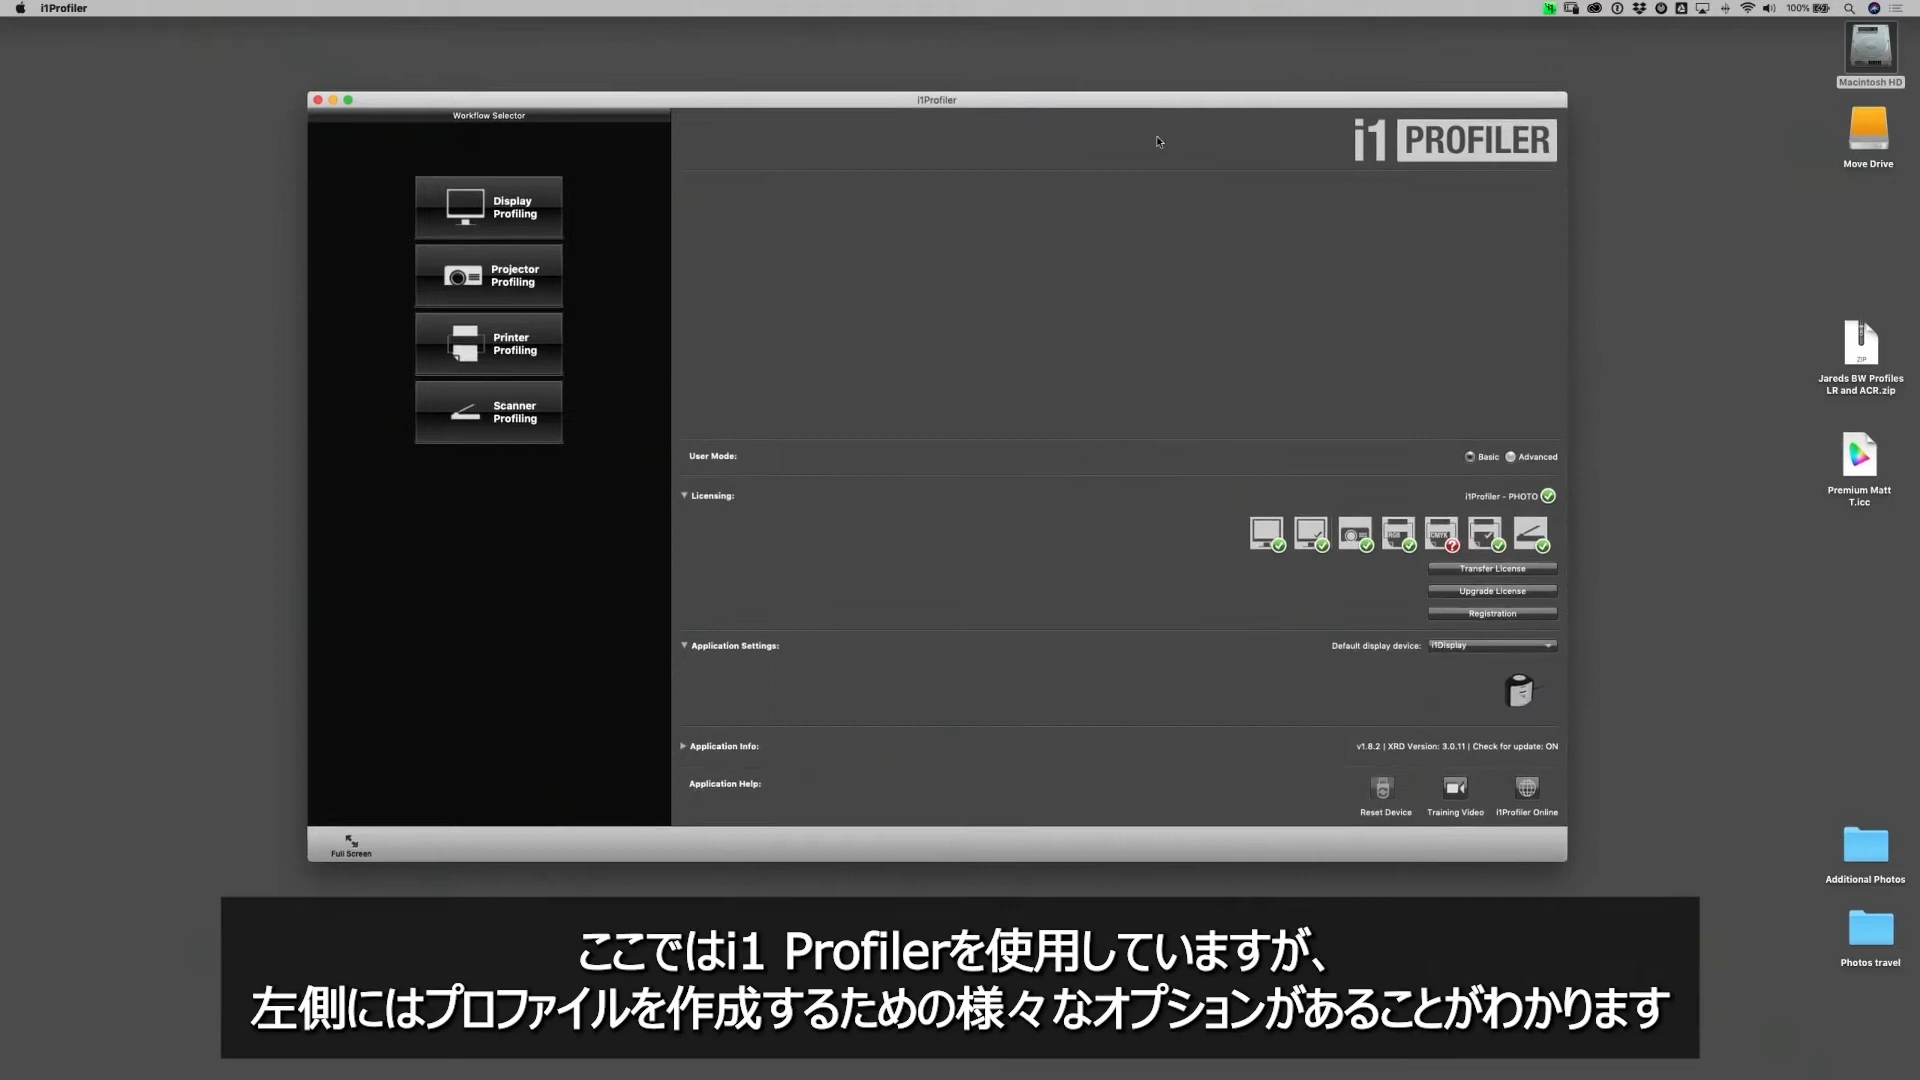 i1Profiler
100%
i1Profiler
Workflow Selector
i1 PROFILER
Display
Profiling
Projector
Profiling
Printer
Profiling
Scanner
Profiling
User Mode:
Basic
Advanced
Licensing:
i1Profiler - PHOTO
RGB
CMYK
Transfer License
Upgrade License
Registration
Application Settings:
Default display device:
i1Display
Application Info:
v1.8.2 | XRD Version: 3.0.11 | Check for update: ON
Application Help:
Reset Device
Training Video
i1Profiler Online
Full Screen
Macintosh HD
Move Drive
ZIP
Jareds BW Profiles
LR and ACR.zip
Premium Matt
T.icc
Additional Photos
Photos travel
ここではi1 Profilerを使用していますが、
左側にはプロファイルを作成するための様々なオプションがあることがわかります